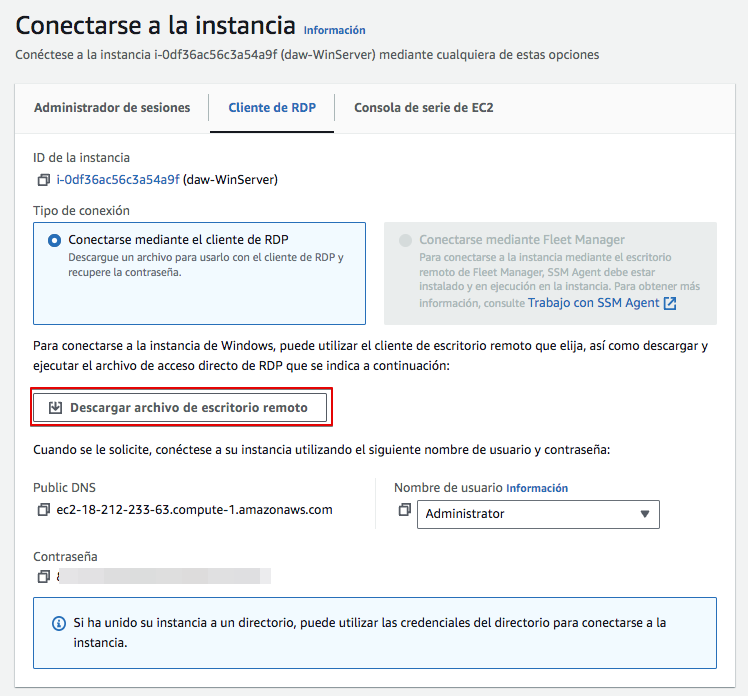 Conectarse a la instancia Información
Conéctese a la instancia i-0df36ac56c3a54a9f (daw-WinServer) mediante cualquiera de estas opciones
Administrador de sesiones
Cliente de RDP
Consola de serie de EC2
ID de la instancia
i-0df36ac56c3a54a9f (daw-WinServer)
Tipo de conexión
Conectarse mediante el cliente de RDP
Descargue un archivo para usarlo con el cliente de RDP y
recupere la contraseña.
Conectarse mediante Fleet Manager
Para conectarse a la instancia mediante el escritorio
remoto de Fleet Manager, SSM Agent debe estar
instalado y en ejecución en la instancia. Para obtener más
información, consulte Trabajo con SSM Agent
Para conectarse a la instancia de Windows, puede utilizar el cliente de escritorio remoto que elija, así como descargar y
ejecutar el archivo de acceso directo de RDP que se indica a continuación:
Descargar archivo de escritorio remoto
Cuando se le solicite, conéctese a su instancia utilizando el siguiente nombre de usuario y contraseña:
Public DNS
ec2-18-212-233-63.compute-1.amazonaws.com
Nombre de usuario Información
Administrator
Contraseña
Si ha unido su instancia a un directorio, puede utilizar las credenciales del directorio para conectarse a la
instancia.